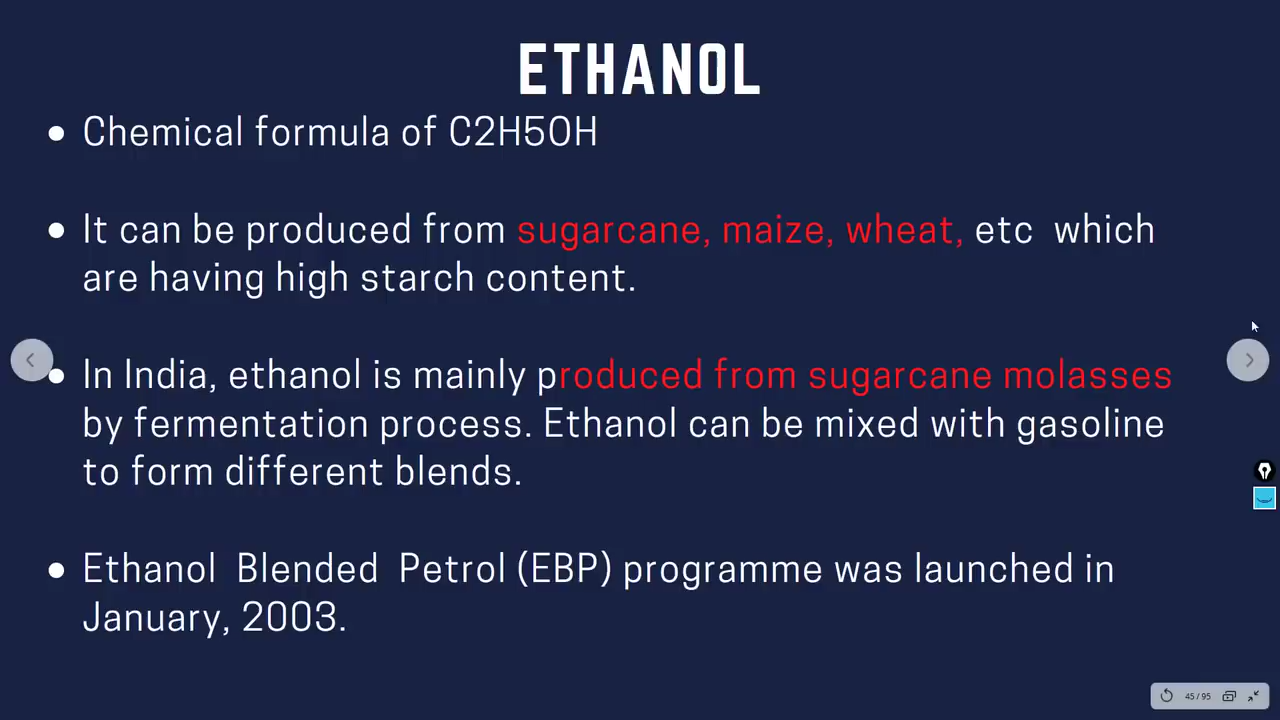 ETHANOL
Chemical formula of C2H5OH
It can be produced from sugarcane, maize, wheat, etc which
are having high starch content.
In India, ethanol is mainly produced from sugarcane molasses
by fermentation process. Ethanol can be mixed with gasoline
to form different blends.
Ethanol Blended Petrol (EBP) programme was launched in
January, 2003.
45 / 95